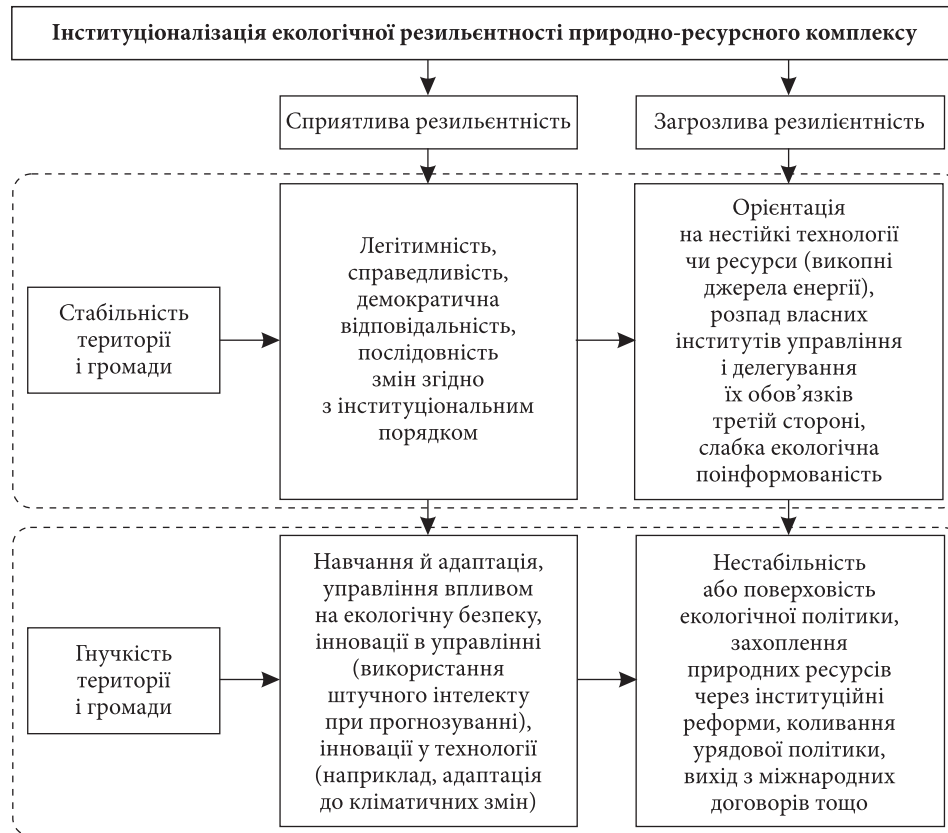 Інституціоналізація екологічної резильєнтності природно-ресурсного комплексу
Сприятлива резильєнтність
Загрозлива резилієнтність
Стабільність
території
і громади
Легітимність,
справедливість,
демократична
відповідальність,
послідовність
змін згідно
з інституціональним
порядком
Орієнтація
на нестійкі технології
чи ресурси (викопні
джерела енергії),
розпад власних
інститутів управління
і делегування
їх обов’язків
третій стороні,
слабка екологічна
поінформованість
Гнучкість
території
і громади
Навчання й адаптація,
управління впливом
на екологічну безпеку,
інновації в управлінні
(використання
штучного інтелекту
при прогнозуванні),
інновації у технології
(наприклад, адаптація
до кліматичних змін)
Нестабільність
або поверховість
екологічної політики,
захоплення
природних ресурсів
через інституційні
реформи, коливання
урядової політики,
вихід з міжнародних
договорів тощо